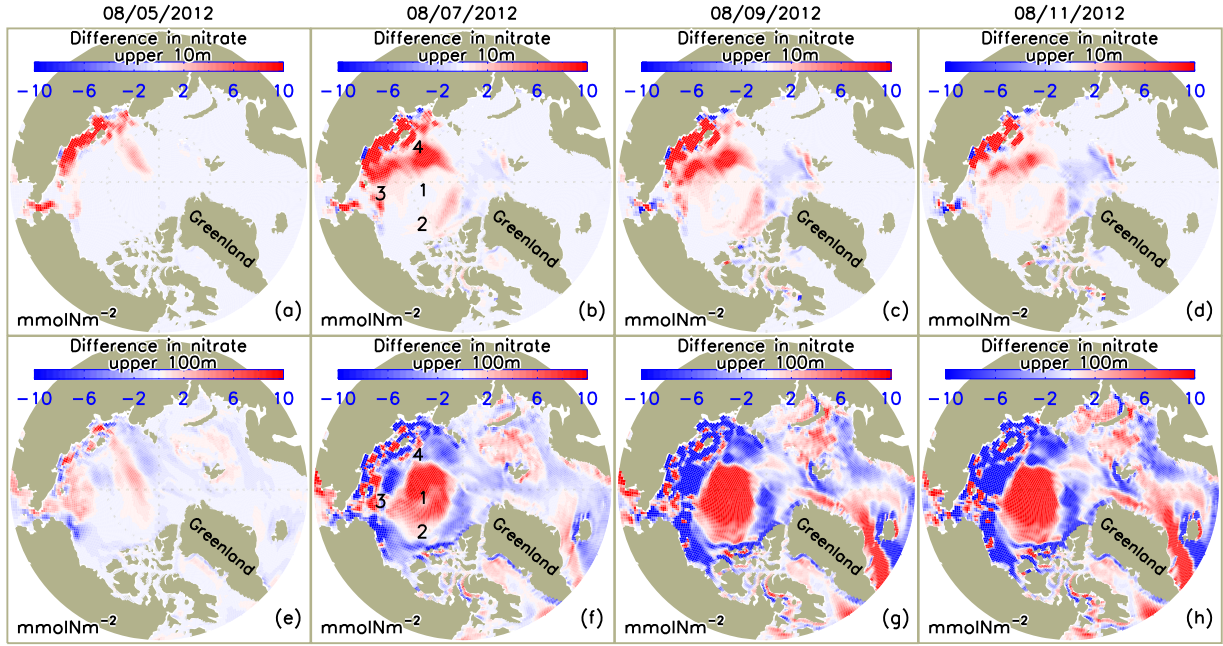 08/05/2012 08/07/2012 08/09/2012 08/11/2012
Difference in nitrate
upper 10m
-10 -6 -2 2 6 10
Greenland
mmolNm-2
(a)
Difference in nitrate
upper 10m
-10 -6 -2 2 6 10
4
3 1
2
Greenland
mmolNm-2
(b)
Difference in nitrate
upper 10m
-10 -6 -2 2 6 10
Greenland
mmolNm-2
(c)
Difference in nitrate
upper 10m
-10 -6 -2 2 6 10
Greenland
mmolNm-2
(d)
Difference in nitrate
upper 100m
-10 -6 -2 2 6 10
Greenland
mmolNm-2
(e)
Difference in nitrate
upper 100m
-10 -6 -2 2 6 10
4
3 1
2
Greenland
mmolNm-2
(f)
Difference in nitrate
upper 100m
-10 -6 -2 2 6 10
Greenland
mmolNm-2
(g)
Difference in nitrate
upper 100m
-10 -6 -2 2 6 10
Greenland
mmolNm-2
(h)